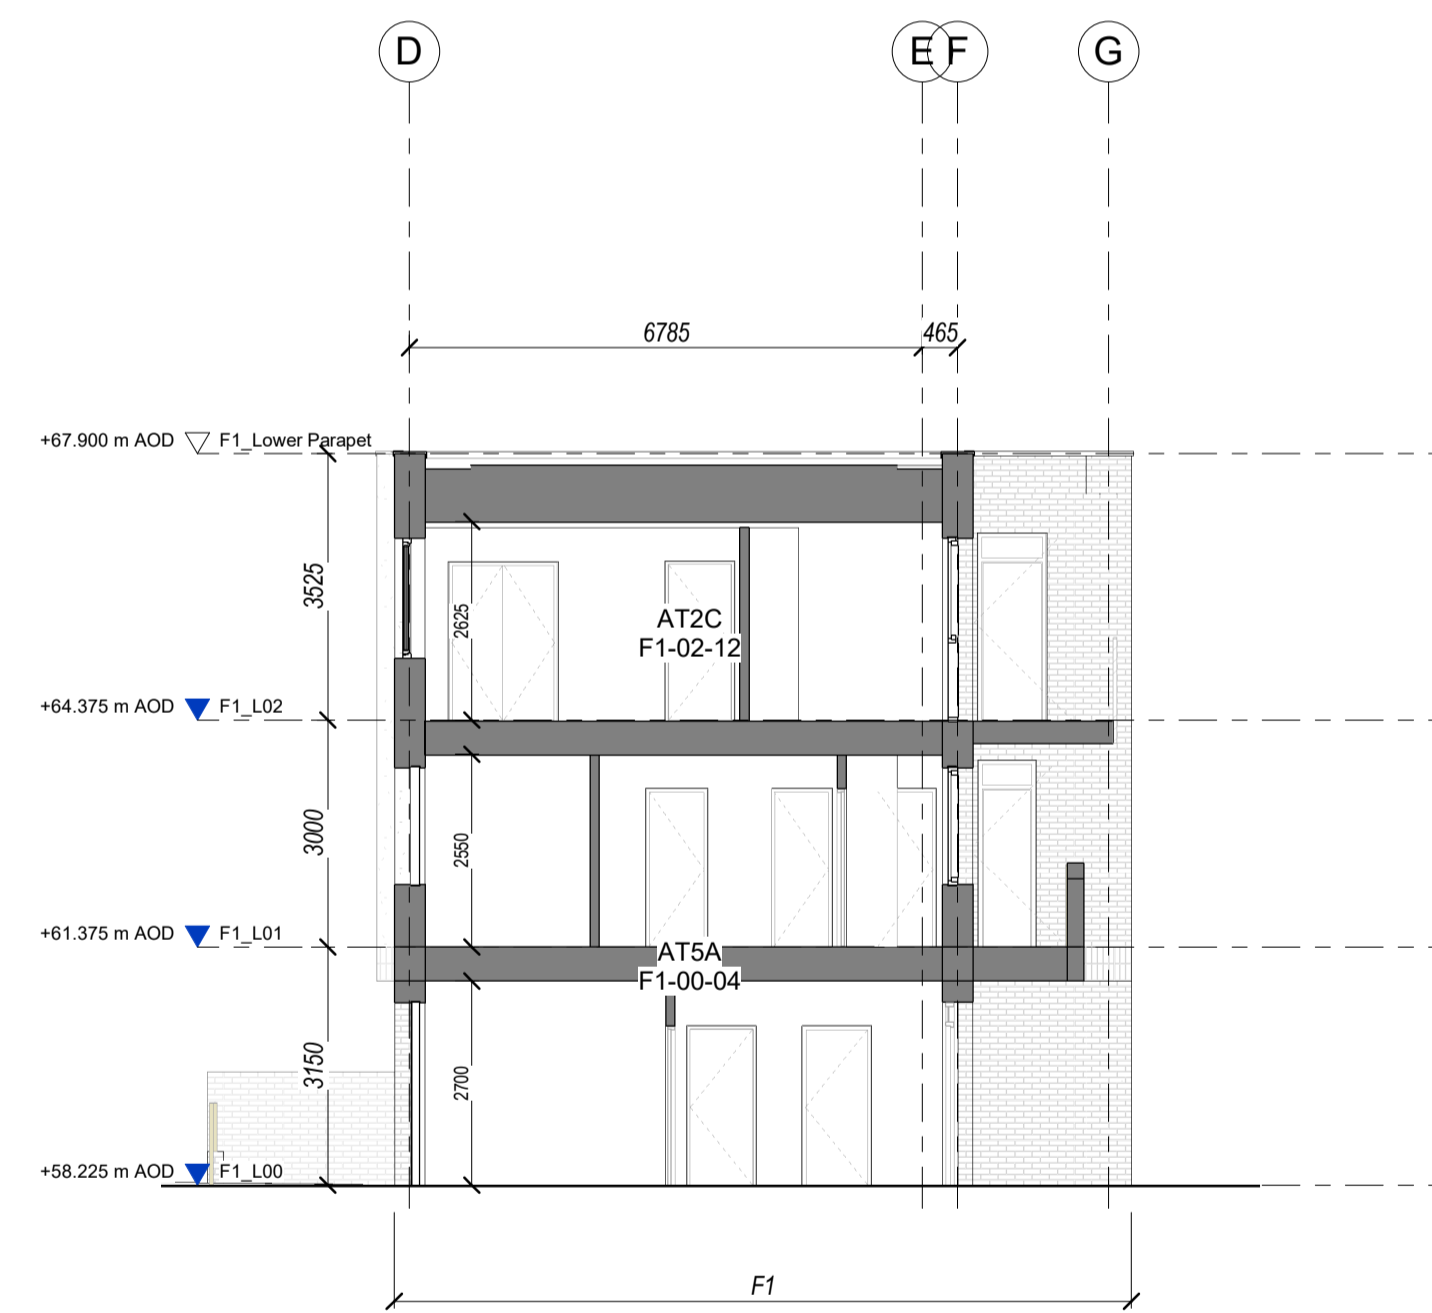 D E F G
6785 465
+67.900 m AOD F1_Lower Parapet
3525
2625
AT2C
F1-02-12
+64.375 m AOD F1_L02
3000
2550
+61.375 m AOD F1_L01
AT5A
F1-00-04
3150
2700
+58.225 m AOD F1_L00
F1